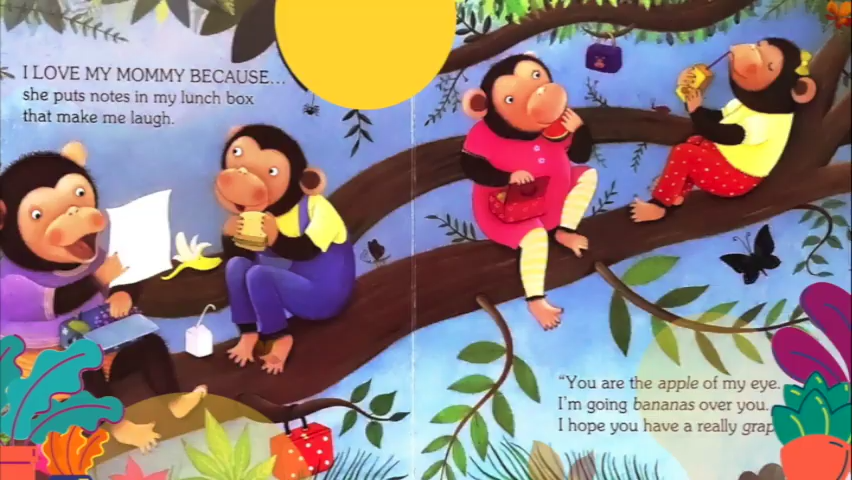 I LOVE MY MOMMY BECAUSE...
she puts notes in my lunch box
that make me laugh.
"You are the apple of my eye.
I'm going bananas over you.
I hope you have a really